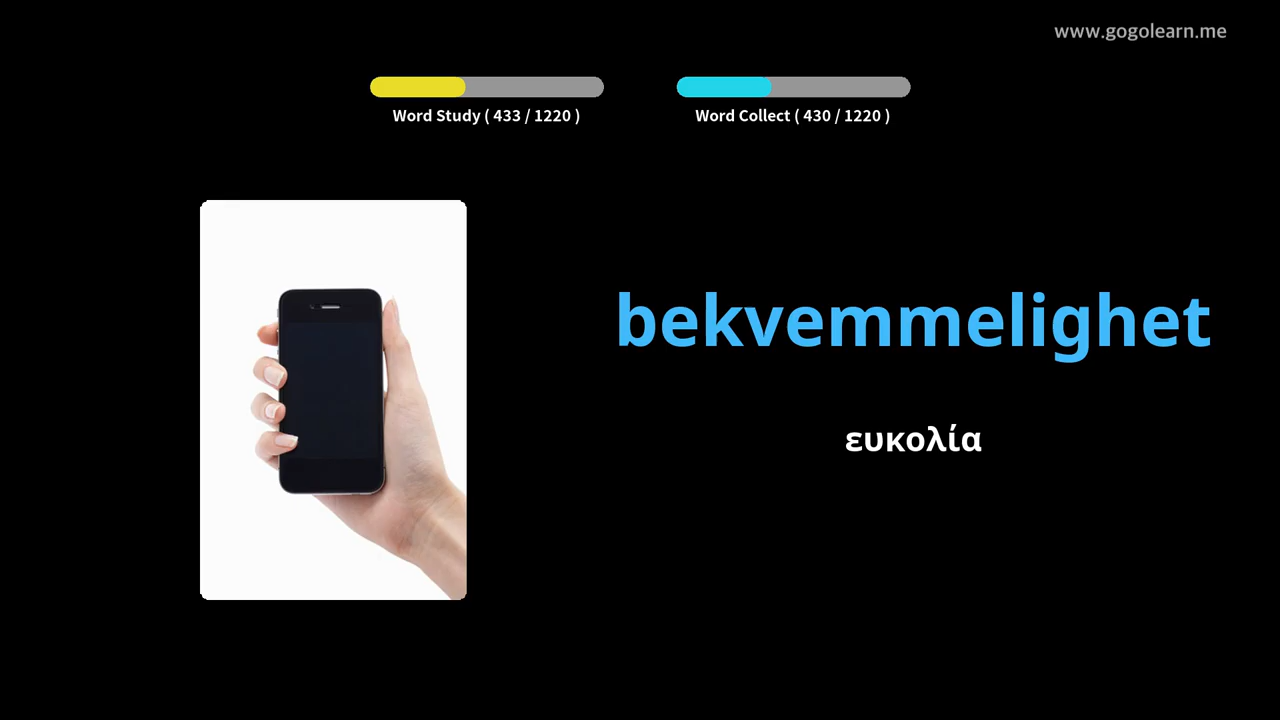 www.gogolearn.me
Word Study ( 433 / 1220 )
Word Collect ( 430 / 1220 )
bekvemmelighet
ευκολία